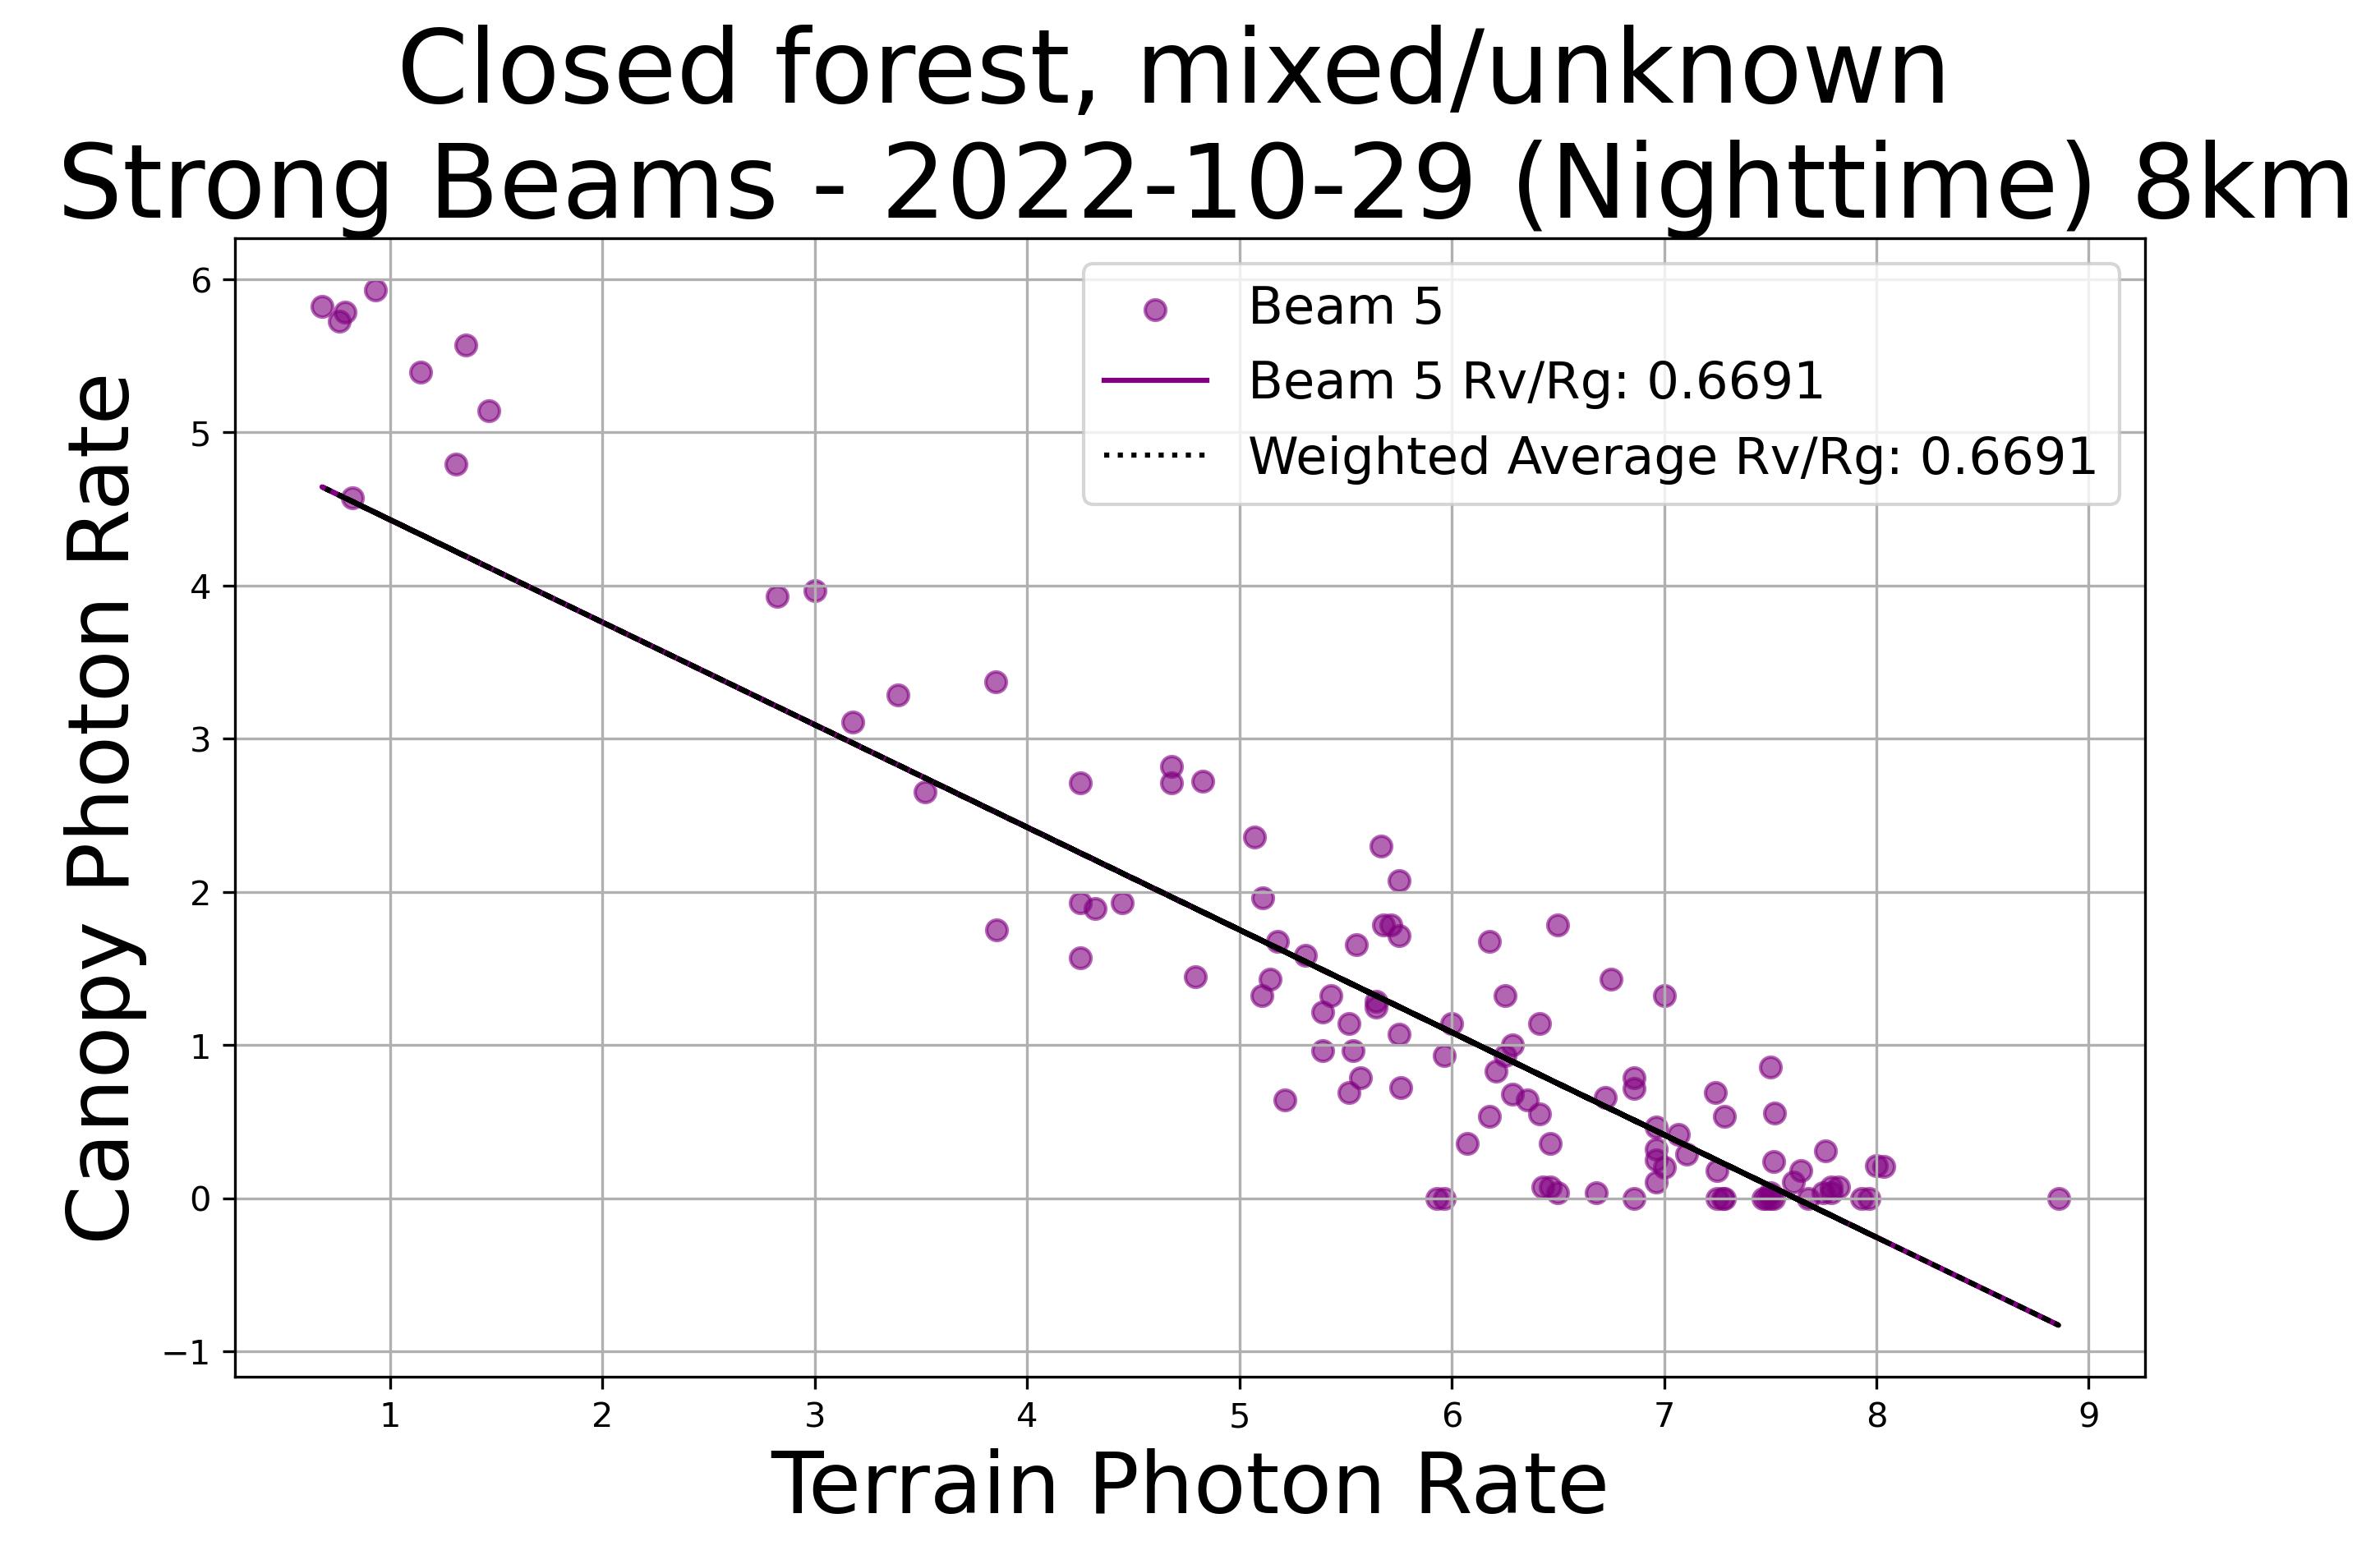 Closed forest, mixed/unknown
Strong Beams - 2022-10-29 (Nighttime) 8km
Beam 5
Beam 5 Rv/Rg: 0.6691
Weighted Average Rv/Rg: 0.6691
Canopy Photon Rate
6
5
4
3
2
1
0
−1
1 2 3 4 5 6 7 8 9
Terrain Photon Rate